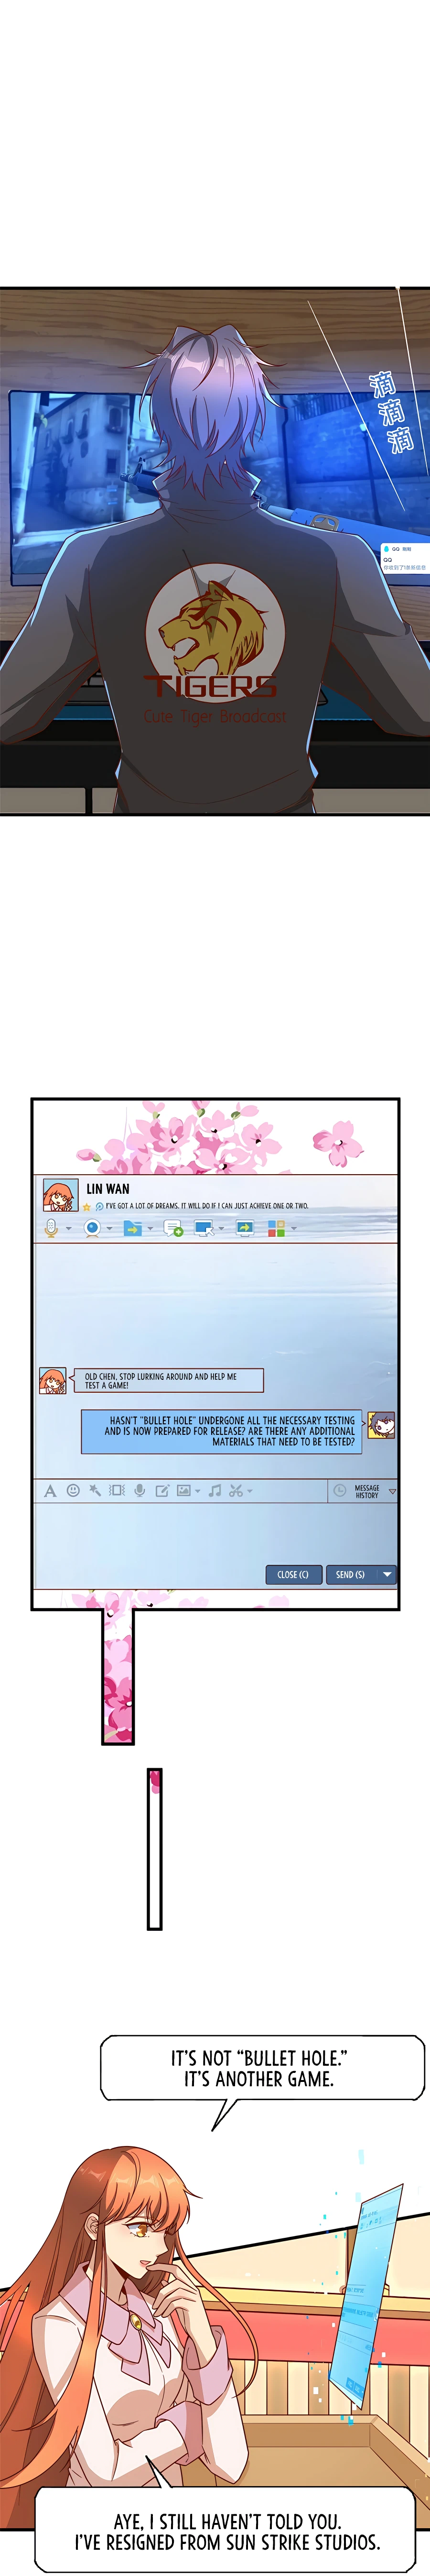 滴
滴
滴
QQ 刚刚
QQ
你收到了1条新信息
TIGERS
Cute Tiger Broadcast
LIN WAN
I'VE GOT A LOT OF DREAMS. IT WILL DO IF I CAN JUST ACHIEVE ONE OR TWO.
OLD CHEN, STOP LURKING AROUND AND HELP ME
TEST A GAME!
HASN'T "BULLET HOLE" UNDERGONE ALL THE NECESSARY TESTING
AND IS NOW PREPARED FOR RELEASE? ARE THERE ANY ADDITIONAL
MATERIALS THAT NEED TO BE TESTED?
A
MESSAGE
HISTORY
CLOSE (C)
SEND (S)
IT'S NOT “BULLET HOLE.”
IT'S ANOTHER GAME.
AYE, I STILL HAVEN'T TOLD YOU.
I'VE RESIGNED FROM SUN STRIKE STUDIOS.